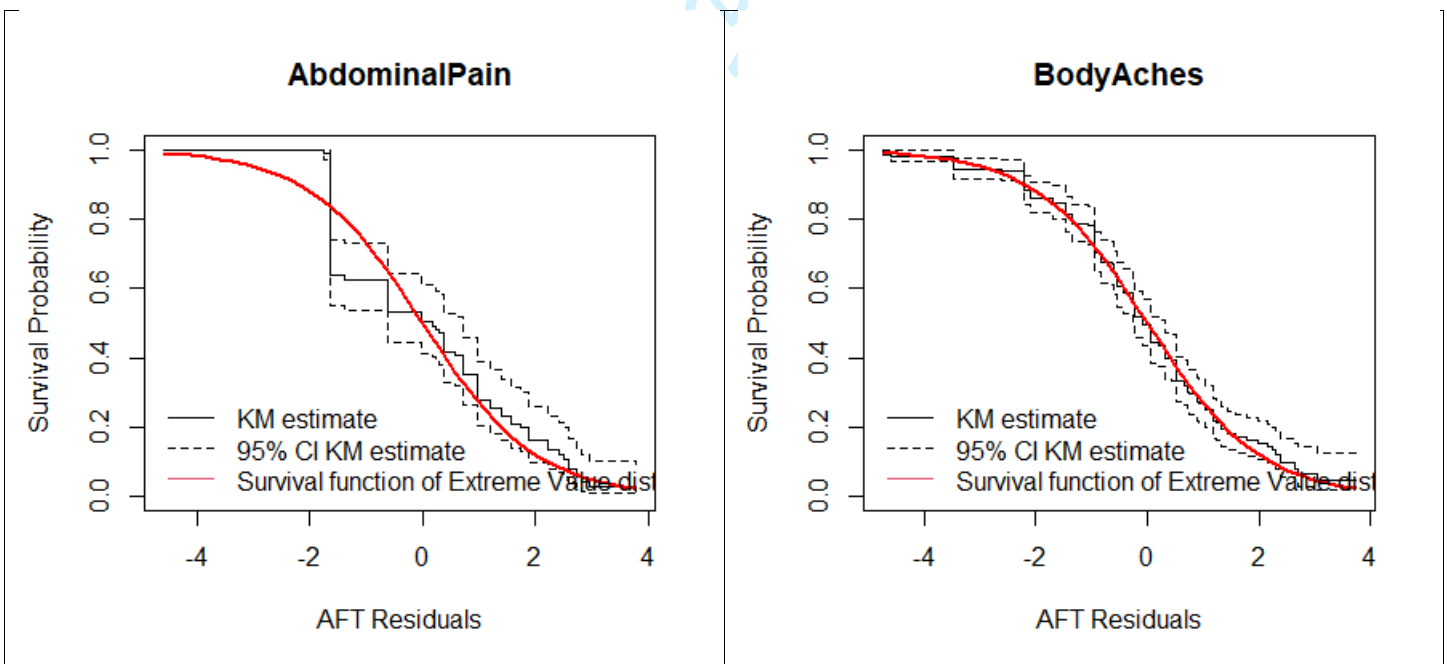 AbdominalPain
1.0
0.8
0.6
0.4
0.2
0.0
Survival Probability
KM estimate
95% CI KM estimate
Survival function of Extreme Value dist
-4 -2 0 2 4
AFT Residuals
BodyAches
1.0
0.8
0.6
0.4
0.2
0.0
Survival Probability
KM estimate
95% CI KM estimate
Survival function of Extreme Value dist
-4 -2 0 2 4
AFT Residuals